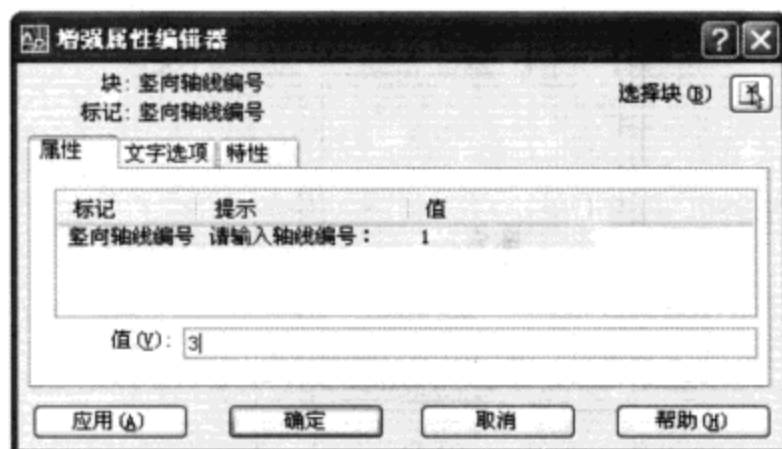 增强属性编辑器
块: 竖向轴线编号
标记: 竖向轴线编号
选择块(B)
属性 文字选项 特性
标记 提示 值
竖向轴线编号 请输入轴线编号: 1
值(V): 3
应用(A) 确定 取消 帮助(H)